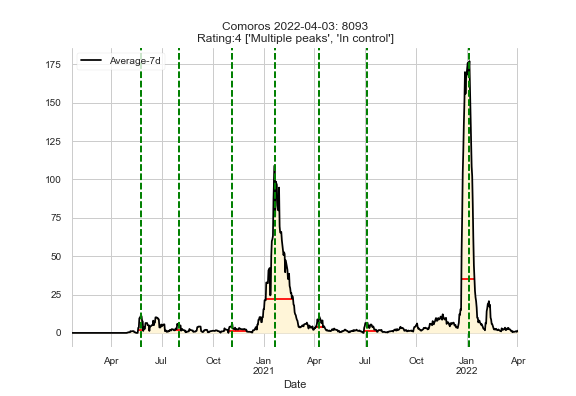 Comoros 2022-04-03: 8093
Rating:4 ['Multiple peaks', 'In control']
Average-7d
175
150
125
100
75
50
25
0
Apr Jul Oct Jan Apr Jul Oct Jan Apr
2021 2022
Date